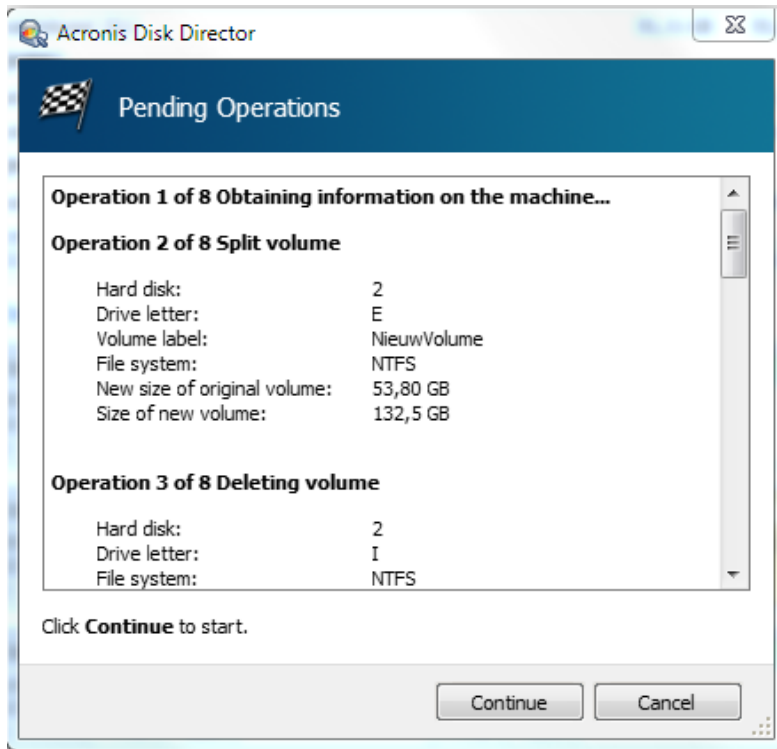 Acronis Disk Director
Pending Operations
Operation 1 of 8 Obtaining information on the machine...
Operation 2 of 8 Split volume
Hard disk: 2
Drive letter: E
Volume label: NieuwVolume
File system: NTFS
New size of original volume: 53,80 GB
Size of new volume: 132,5 GB
Operation 3 of 8 Deleting volume
Hard disk: 2
Drive letter: I
File system: NTFS
Click Continue to start.
Continue Cancel